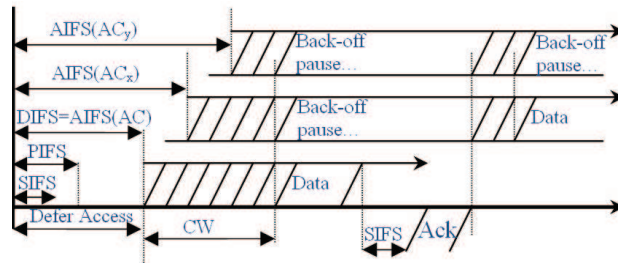 AIFS(ACy)
Back-off
pause...
Back-off
pause...
AIFS(ACx)
Back-off
pause...
Data
DIFS=AIFS(AC)
PIFS
SIFS
Data
Defer Access
CW
SIFS
Ack